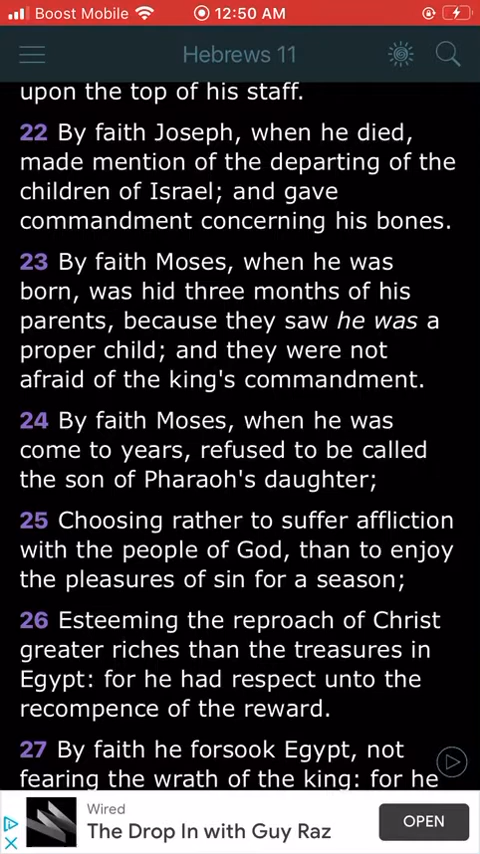 Boost Mobile 12:50 AM
Hebrews 11
upon the top of his staff.
22 By faith Joseph, when he died,
made mention of the departing of the
children of Israel; and gave
commandment concerning his bones.
23 By faith Moses, when he was
born, was hid three months of his
parents, because they saw he was a
proper child; and they were not
afraid of the king's commandment.
24 By faith Moses, when he was
come to years, refused to be called
the son of Pharaoh's daughter;
25 Choosing rather to suffer affliction
with the people of God, than to enjoy
the pleasures of sin for a season;
26 Esteeming the reproach of Christ
greater riches than the treasures in
Egypt: for he had respect unto the
recompence of the reward.
27 By faith he forsook Egypt, not
fearing the wrath of the king: for he
Wired
The Drop In with Guy Raz
OPEN